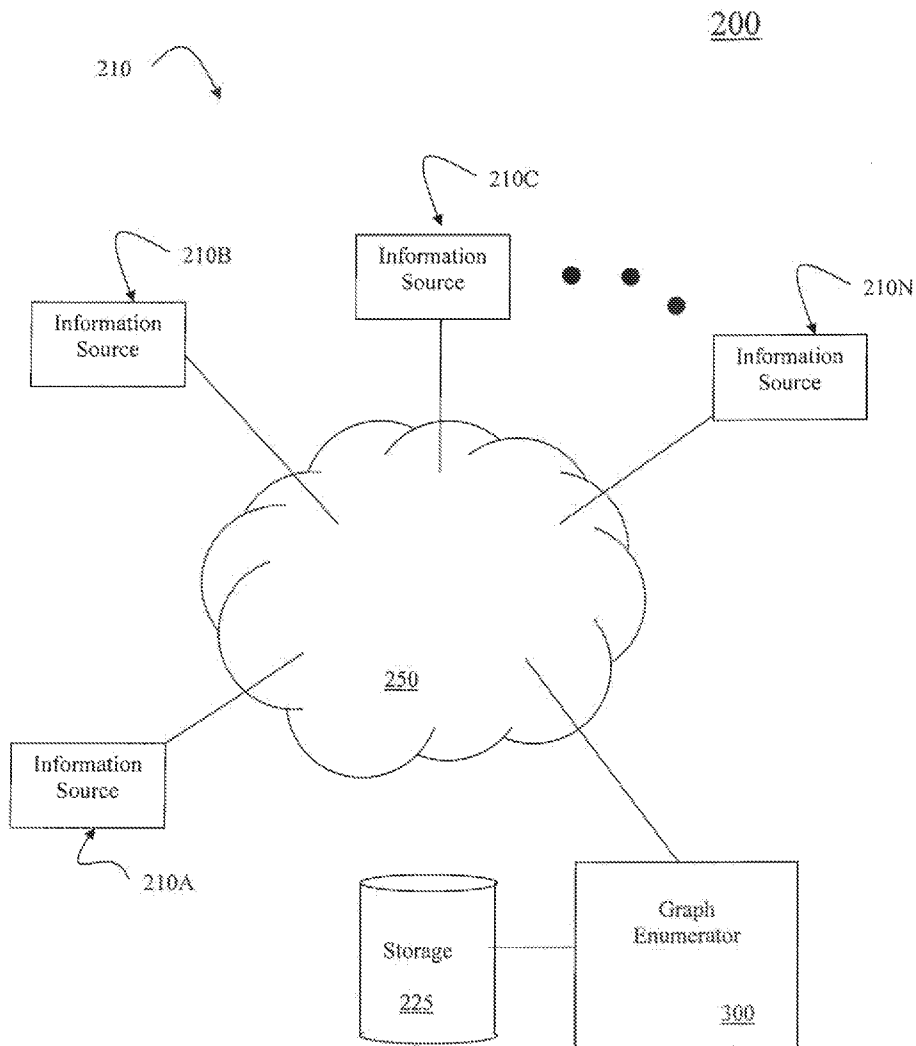 200
210
210C
Information
Source
210B
Information
Source
210N
Information
Source
250
Information
Source
210A
Graph
Enumerator
Storage
225
300